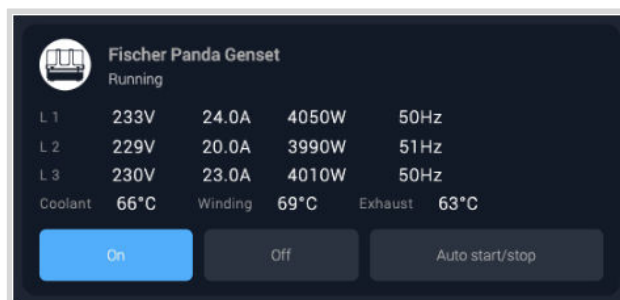 Fischer Panda Genset
Running
L 1 233V 24.0A 4050W 50Hz
L 2 229V 20.0A 3990W 51Hz
L 3 230V 23.0A 4010W 50Hz
Coolant 66°C Winding 69°C Exhaust 63°C
On Off Auto start/stop